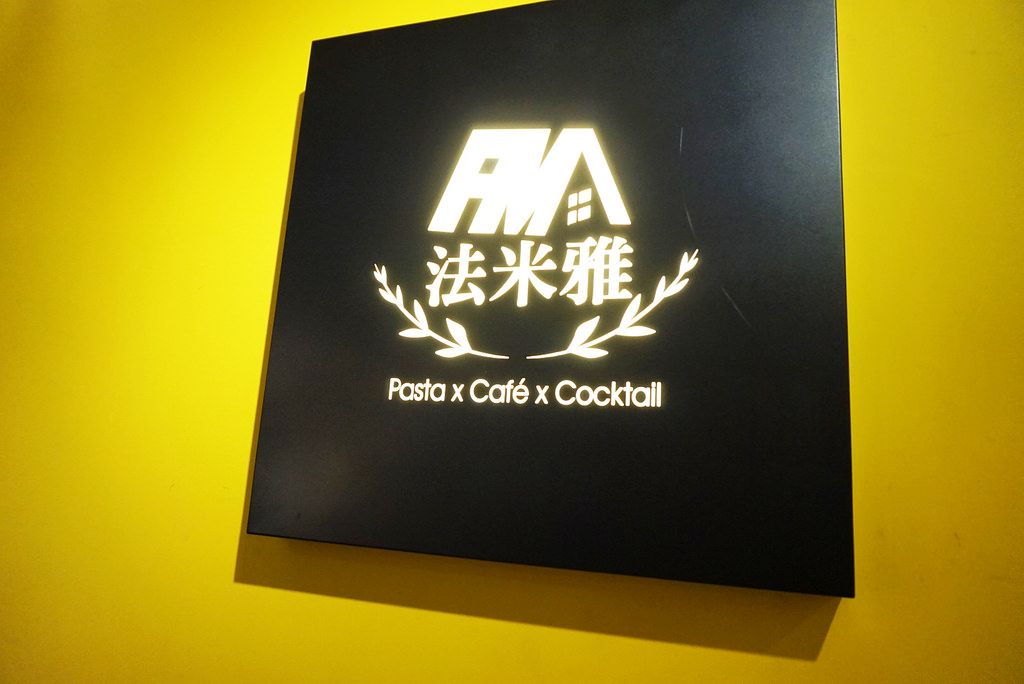 法米雅
Pasta x Café x Cocktail